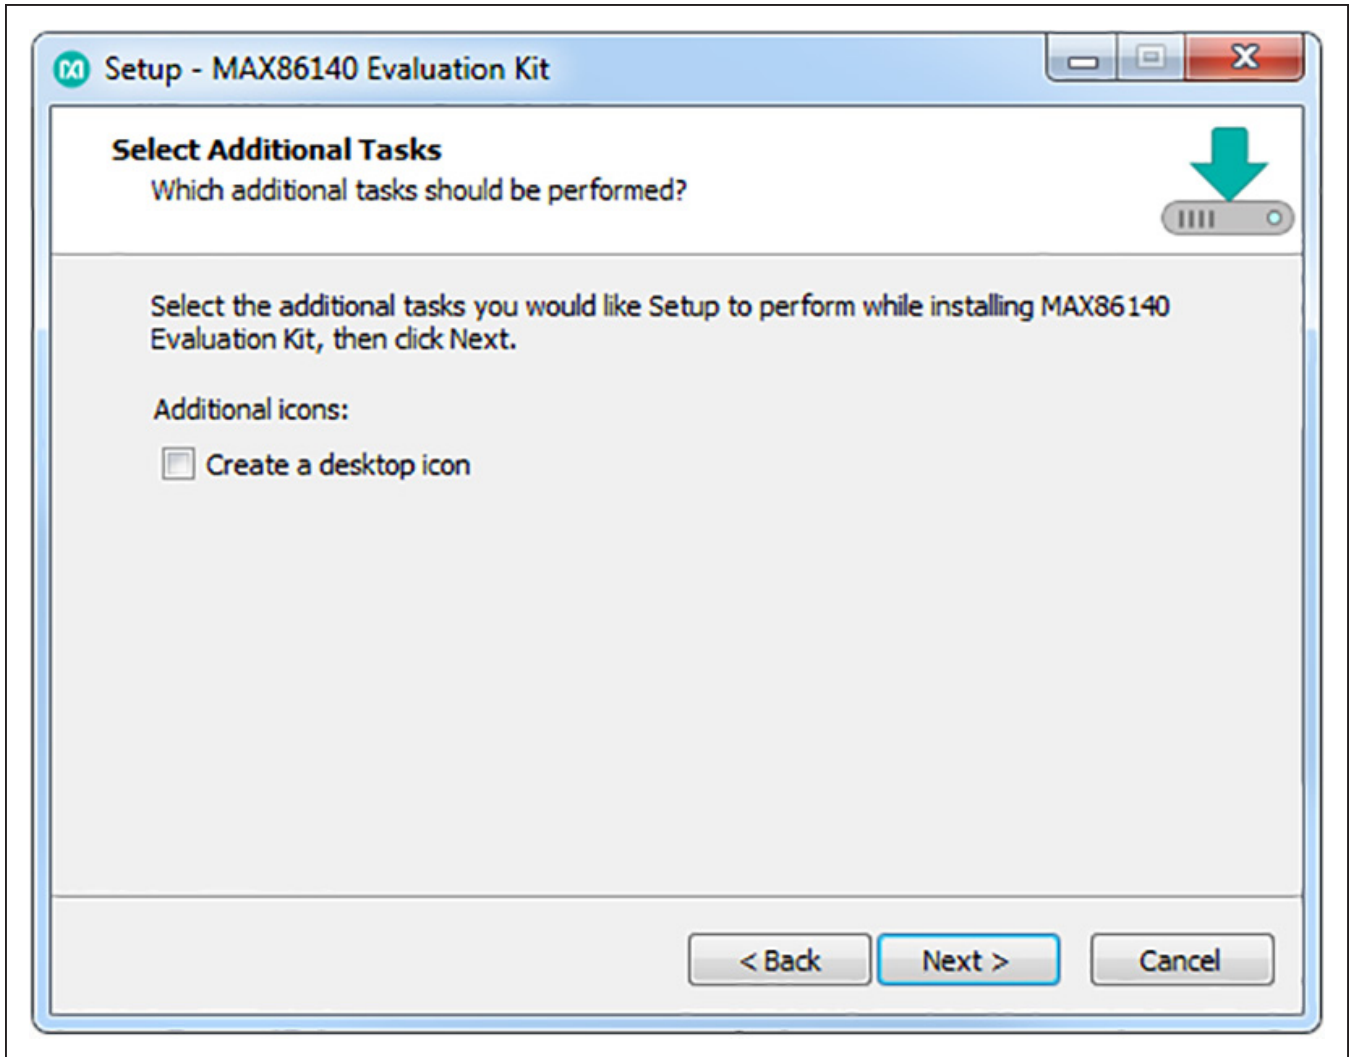 Setup - MAX86140 Evaluation Kit
Select Additional Tasks
Which additional tasks should be performed?
Select the additional tasks you would like Setup to perform while installing MAX86140
Evaluation Kit, then click Next.
Additional icons:
Create a desktop icon
< Back
Next >
Cancel